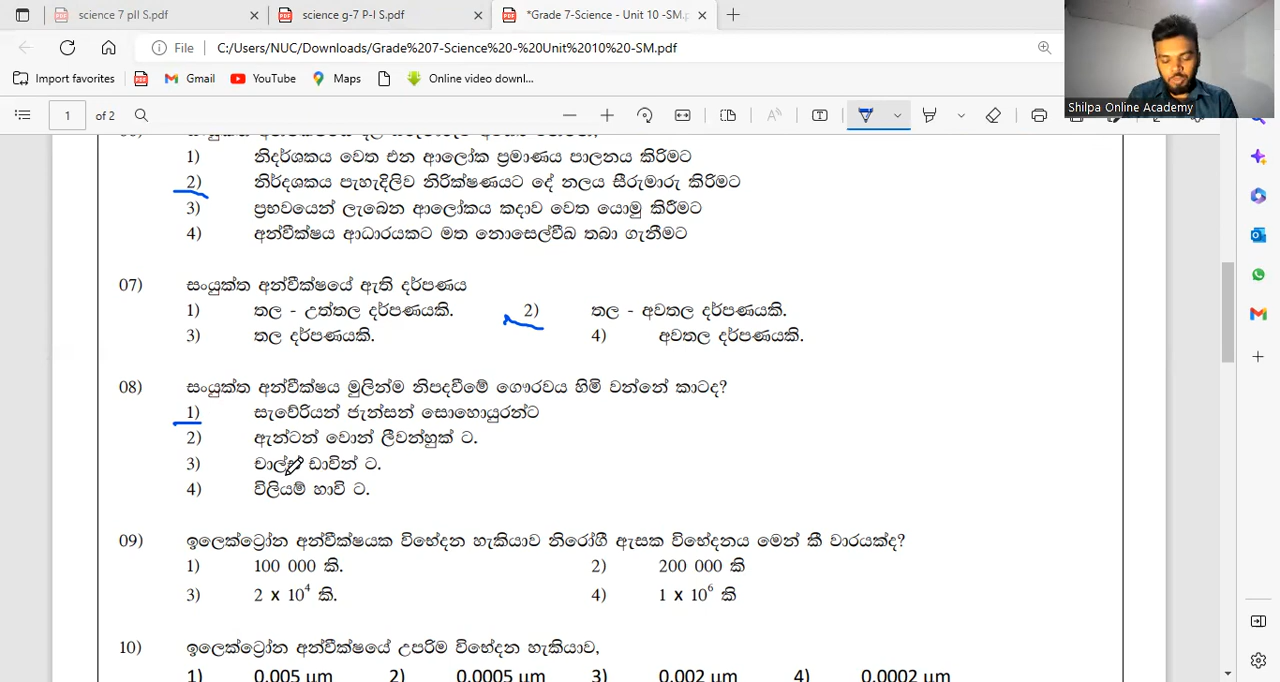 science 7 pII S.pdf
science g-7 P-I S.pdf
*Grade 7-Science - Unit 10 -SM.p
File
C:/Users/NUC/Downloads/Grade%207-Science%20-%20Unit%2010%20-SM.pdf
Import favorites
Gmail
YouTube
Maps
Online video downl...
Shilpa Online Academy
1 of 2
1) නිදර්ශකය වෙත එන ආලෝක ප්‍රමාණය පාලනය කිරිමට
2) නිර්දශකය පැහැදිලිව නිරීක්ෂණයට දේ නලය සීරුමාරු කිරිමට
3) ප්‍රභවයෙන් ලැබෙන ආලෝකය කදාව වෙත යොමු කිරීමට
4) අන්වීක්ෂය ආධාරයකට මත නොසෙල්වීඛ තබා ගැනීමට
07) සංයුක්ත අන්වීක්ෂයේ ඇති දර්පණය
1) තල - උත්තල දර්පණයකි. 2) තල - අවතල දර්පණයකි.
3) තල දර්පණයකි. 4) අවතල දර්පණයකි.
08) සංයුක්ත අන්වීක්ෂය මුලින්ම නිපදවීමේ ගෞරවය හිමි වන්නේ කාටද?
1) සැචේරියන් ජැන්සන් සොහොයුරන්ට
2) ඇන්ටන් වොන් ලීවන්හුක් ට.
3) ඩාවින් ට.
4) විලියම් හාවි ට.
09) ඉලෙක්ට්‍රෝන අන්වීක්ෂයක විභේදන හැකියාව නිරෝගී ඇසක විභේදනය මෙන් කී වාරයක්ද?
1) 100 000 කි. 2) 200 000 කි
3) 2 x 10⁴ කි. 4) 1 x 10⁶ කි
10) ඉලෙක්ට්‍රෝන අන්වීක්ෂයේ උපරිම විභේදන හැකියාව,
1) 0.005 µm 2) 0.0005 µm 3) 0.002 µm 4) 0.0002 µm